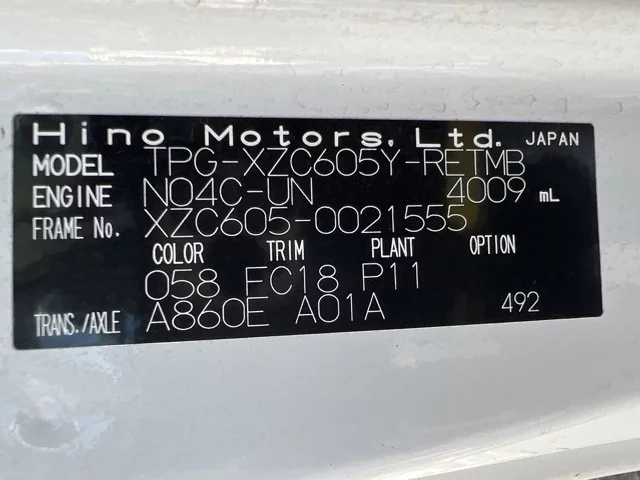 Hino Motors, Ltd. JAPAN
MODEL TPG-XZC605Y-RETMB
ENGINE N04C-UN 4009 mL
FRAME No. XZC605-0021555
COLOR TRIM PLANT OPTION
058 FC18 P11
TRANS./AXLE A860E A01A 492